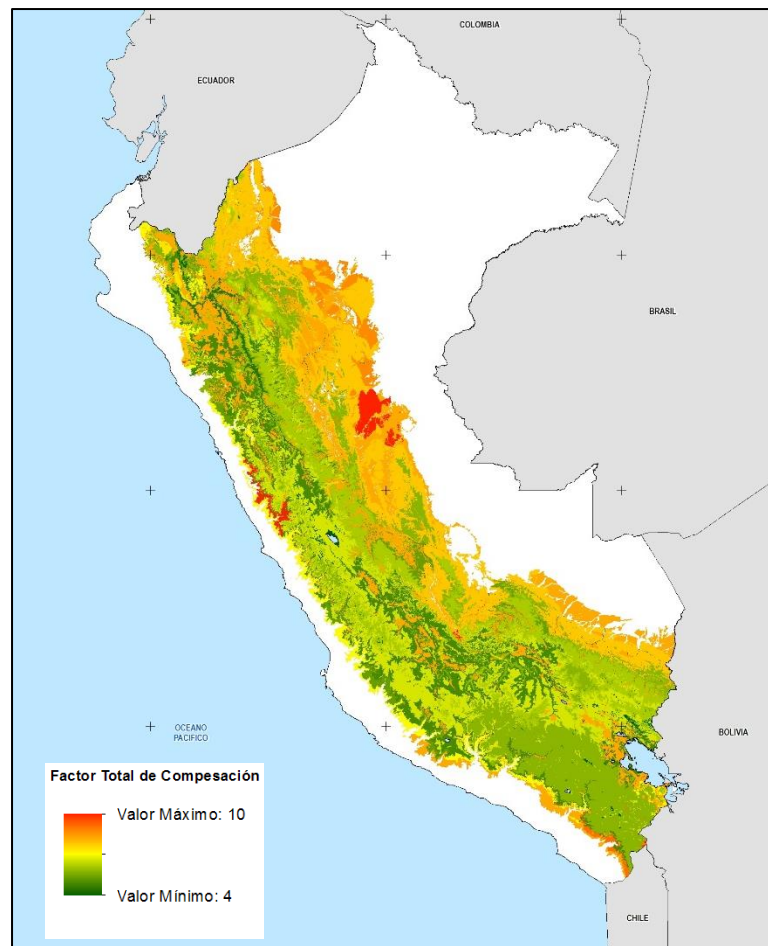 COLOMBIA
ECUADOR
BRASIL
OCEANO
PACIFICO
BOLIVIA
Factor Total de Compesación
Valor Máximo: 10
Valor Mínimo: 4
CHILE